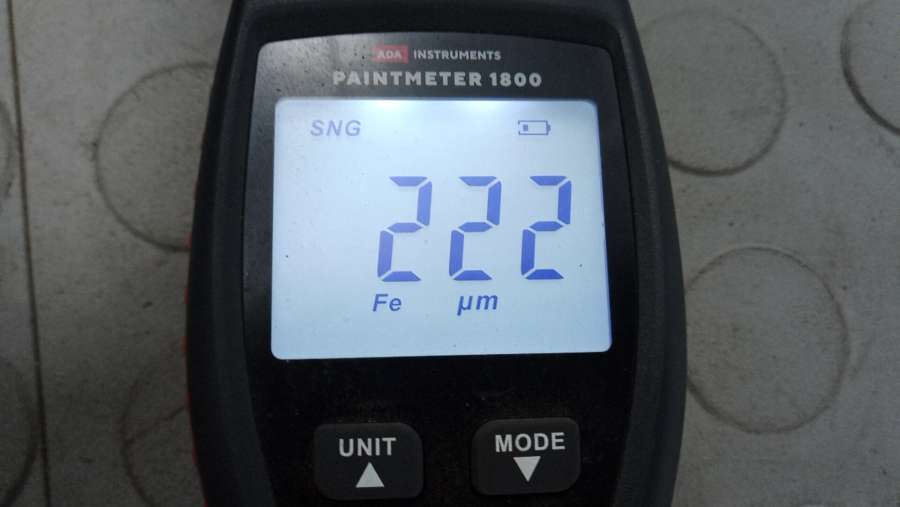 ADA INSTRUMENTS
PAINTMETER 1800
SNG
222
Fe μm
UNIT MODE